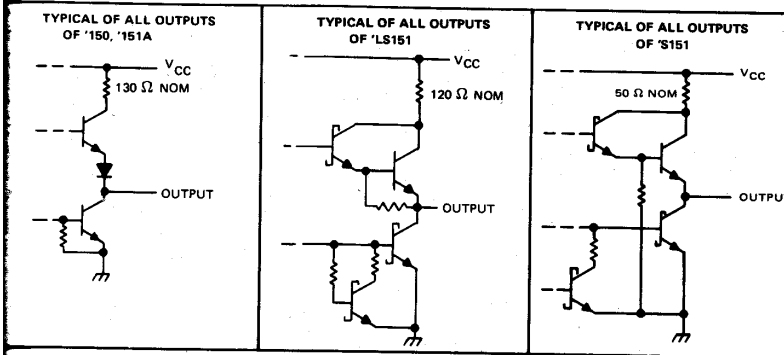 TYPICAL OF ALL OUTPUTS
OF '150, '151A
VCC
130 Ω NOM
OUTPUT
TYPICAL OF ALL OUTPUTS
OF 'LS151
VCC
120 Ω NOM
OUTPUT
TYPICAL OF ALL OUTPUTS
OF 'S151
VCC
50 Ω NOM
OUTPU